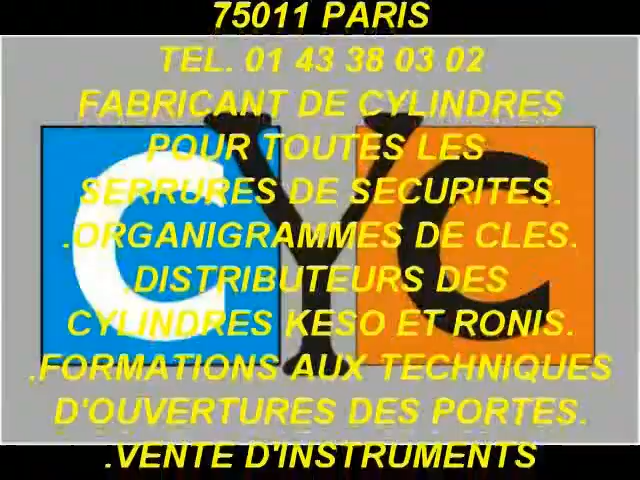 75011 PARIS
TEL. 01 43 38 03 02
FABRICANT DE CYLINDRES
POUR TOUTES LES
SERRURES DE SECURITES.
.ORGANIGRAMMES DE CLES.
.DISTRIBUTEURS DES
CYLINDRES KESO ET RONIS.
.FORMATIONS AUX TECHNIQUES
D'OUVERTURES DES PORTES.
.VENTE D'INSTRUMENTS
CYC